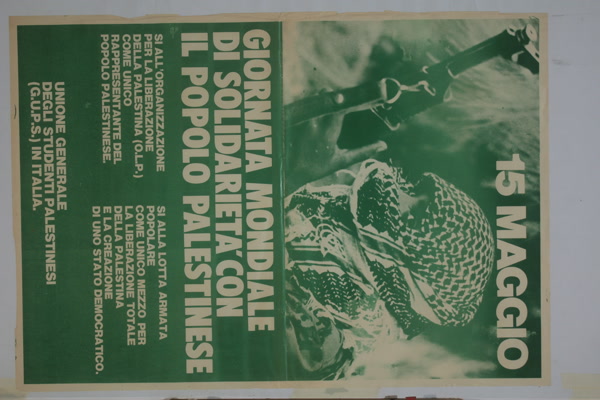 15 MAGGIO
GIORNATA MONDIALE
DI SOLIDARIETA' CON
IL POPOLO PALESTINESE
SI ALL'ORGANIZZAZIONE
PER LA LIBERAZIONE
DELLA PALESTINA (O.L.P.)
COME UNICO
RAPPRESENTANTE DEL
POPOLO PALESTINESE.
SI ALLA LOTTA ARMATA
POPOLARE
COME UNICO MEZZO PER
LA LIBERAZIONE TOTALE
DELLA PALESTINA
E LA CREAZIONE
DI UNO STATO DEMOCRATICO.
UNIONE GENERALE
DEGLI STUDENTI PALESTINESI
(G.U.P.S.) IN ITALIA.